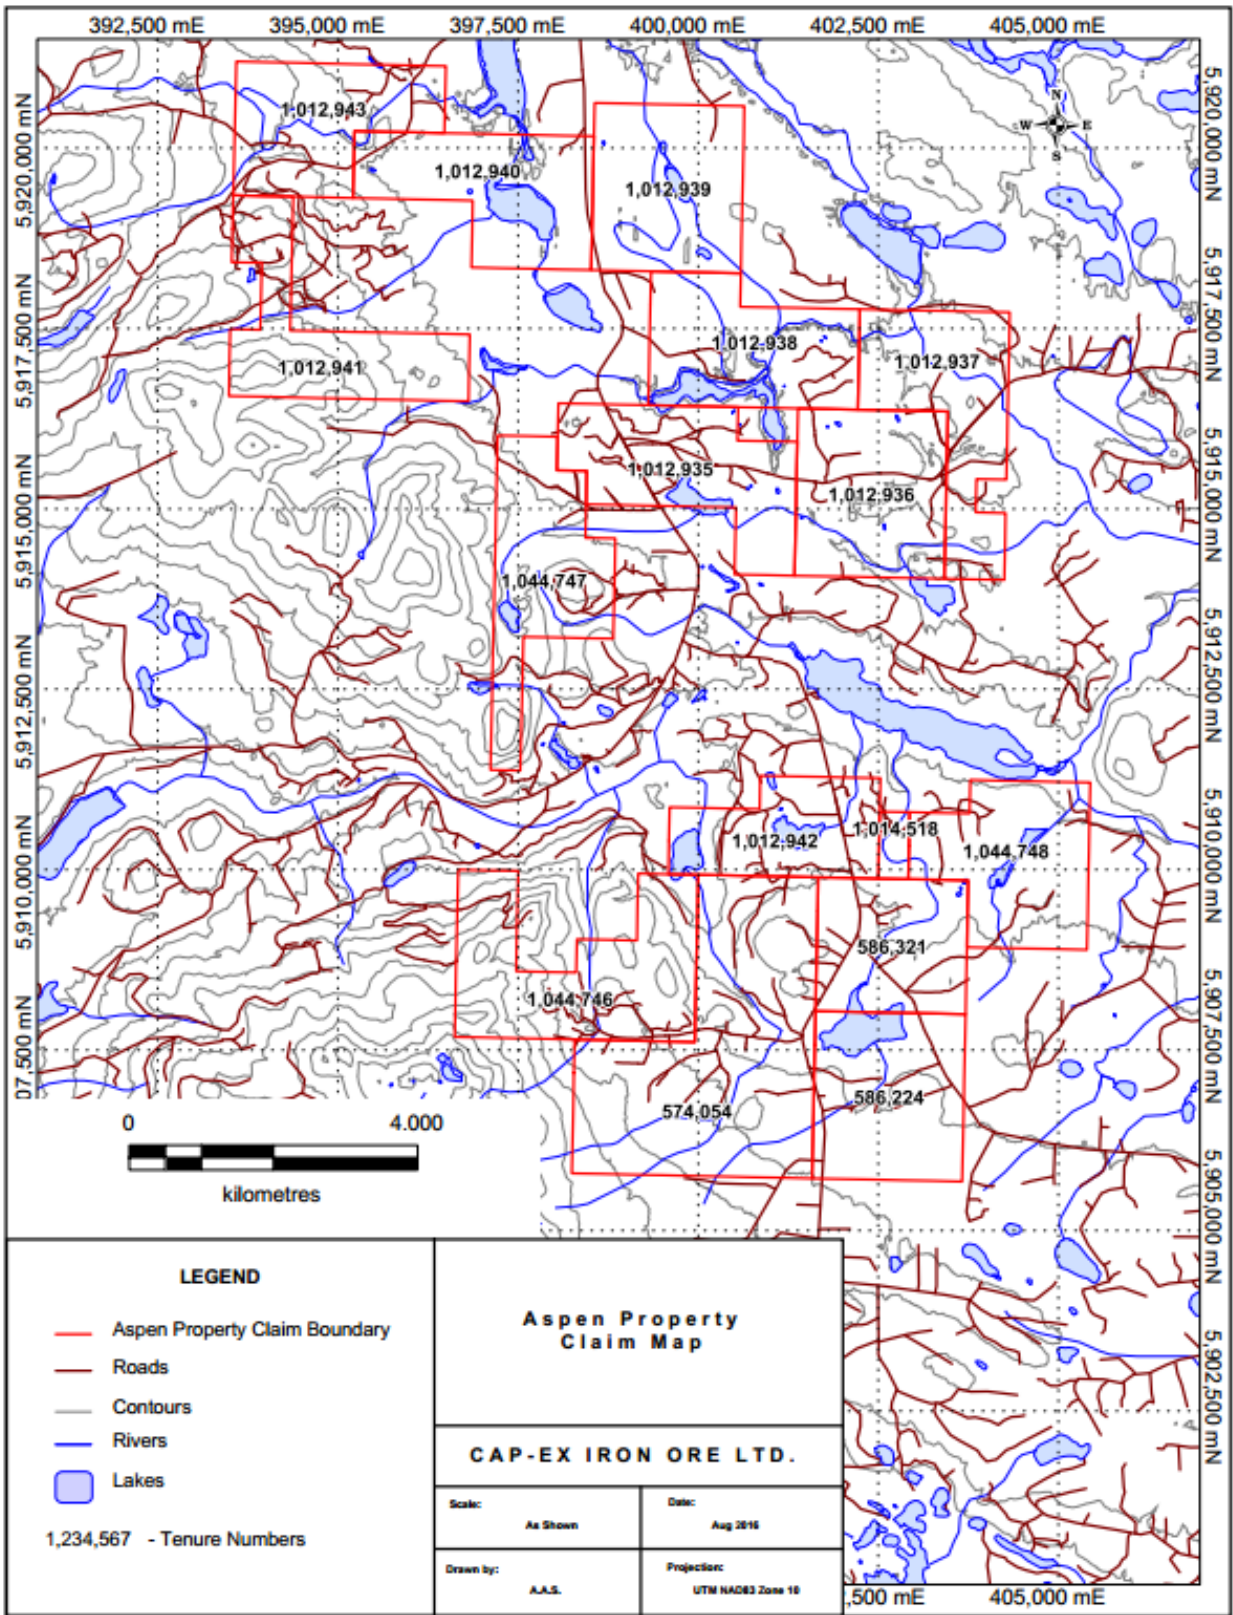 392,500 mE 395,000 mE 397,500 mE 400,000 mE 402,500 mE 405,000 mE
5,920,000 mN
5,917,500 mN
5,915,000 mN
5,912,500 mN
5,910,000 mN
07,500 mN
5,920,000 mN
5,917,500 mN
5,915,000 mN
5,912,500 mN
5,910,000 mN
5,907,500 mN
5,905,000 mN
5,902,500 mN
N
W E
S
1,012,943
1,012,940
1,012,939
1,012,938
1,012,937
1,012,941
1,012,935
1,012,936
1,044,747
1,014,518
1,012,942
1,044,748
586,321
1,044,746
586,224
574,054
0 4.000
kilometres
LEGEND
Aspen Property Claim Boundary
Roads
Contours
Rivers
Lakes
1,234,567 - Tenure Numbers
Aspen Property
Claim Map
CAP-EX IRON ORE LTD.
Scale:
As Shown
Date:
Aug 2016
Drawn by:
A.A.S.
Projection:
UTM NAD83 Zone 10
,500 mE 405,000 mE